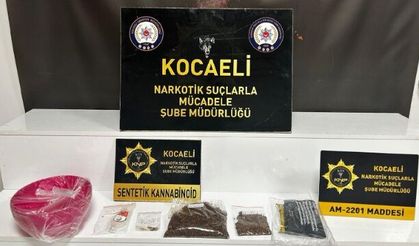 KOCAELİ
NARKOTİK SUÇLARLA
MÜCADELE
ŞUBE MÜDÜRLÜĞÜ
KOCAELİ
NARKOTİK SUÇLARLA
MÜCADELE
ŞUBE MÜDÜRLÜĞÜ
SENTETİK KANNABİNOİD
KOCAELİ
NARKOTİK SUÇLARLA
MÜCADELE
ŞUBE MÜDÜRLÜĞÜ
AM-2201 MADDESİ